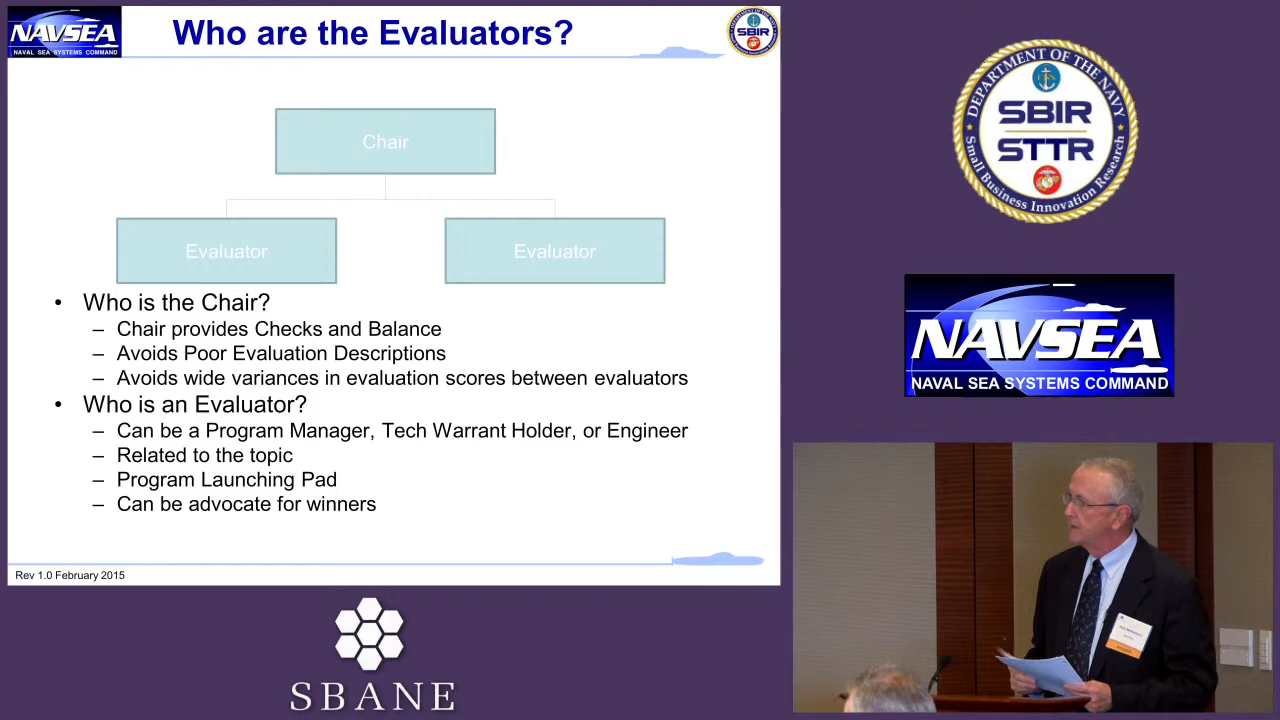 NAVSEA
NAVAL SEA SYSTEMS COMMAND
Who are the Evaluators?
SBIR
Chair
Evaluator
Evaluator
• Who is the Chair?
– Chair provides Checks and Balance
– Avoids Poor Evaluation Descriptions
– Avoids wide variances in evaluation scores between evaluators
• Who is an Evaluator?
– Can be a Program Manager, Tech Warrant Holder, or Engineer
– Related to the topic
– Program Launching Pad
– Can be advocate for winners
Rev 1.0 February 2015
SBANE
DEPARTMENT OF THE NAVY
SBIR
STTR
Small Business Innovation Research
NAVSEA
NAVAL SEA SYSTEMS COMMAND